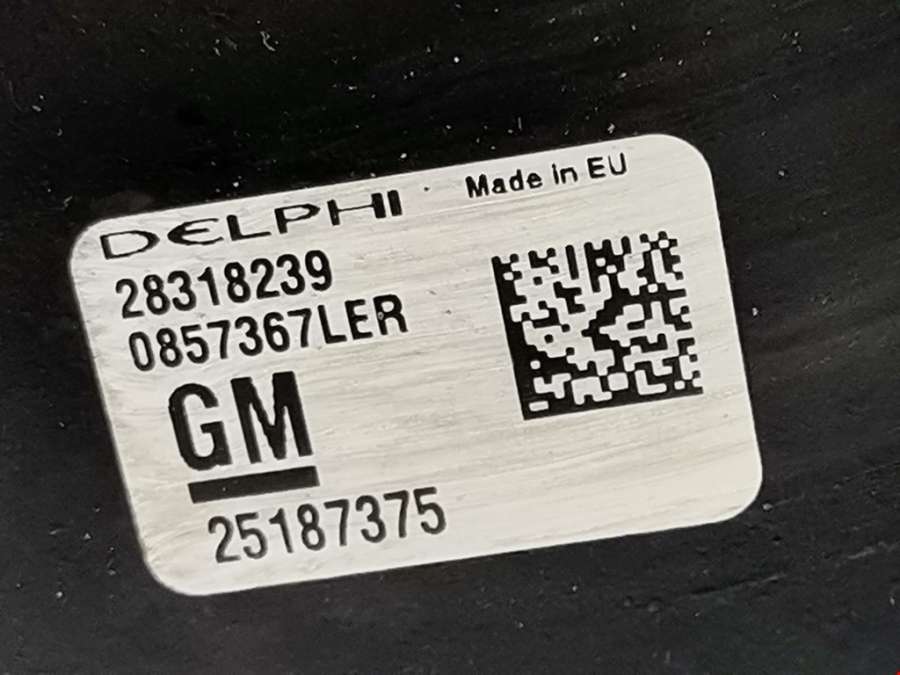 DELPHI
Made in EU
28318239
0857367LER
GM
25187375